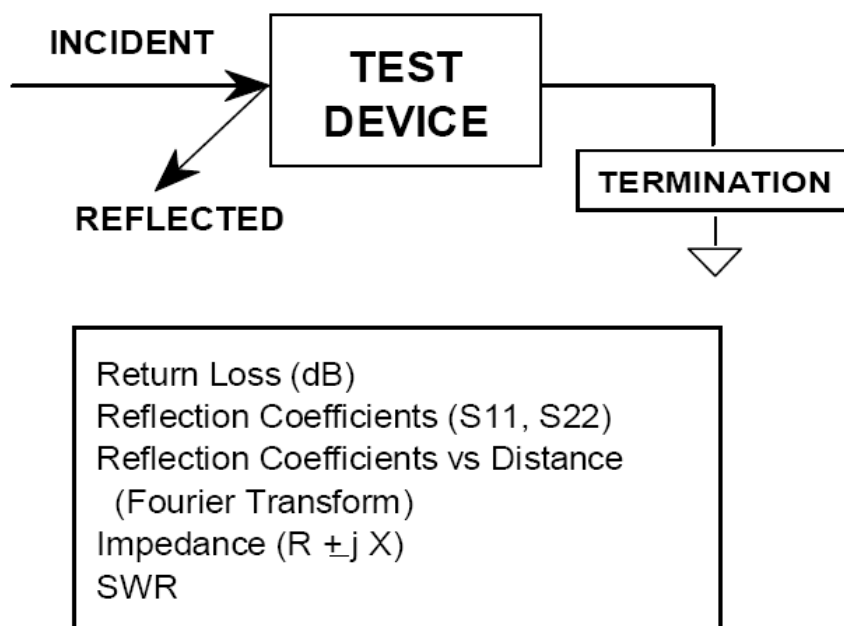 INCIDENT
TEST
DEVICE
TERMINATION
REFLECTED
Return Loss (dB)
Reflection Coefficients (S11, S22)
Reflection Coefficients vs Distance
(Fourier Transform)
Impedance (R ± j X)
SWR